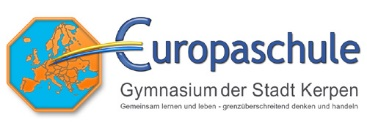 Europaschule
Gymnasium der Stadt Kerpen
Gemeinsam lernen und leben - grenzüberschreitend denken und handeln